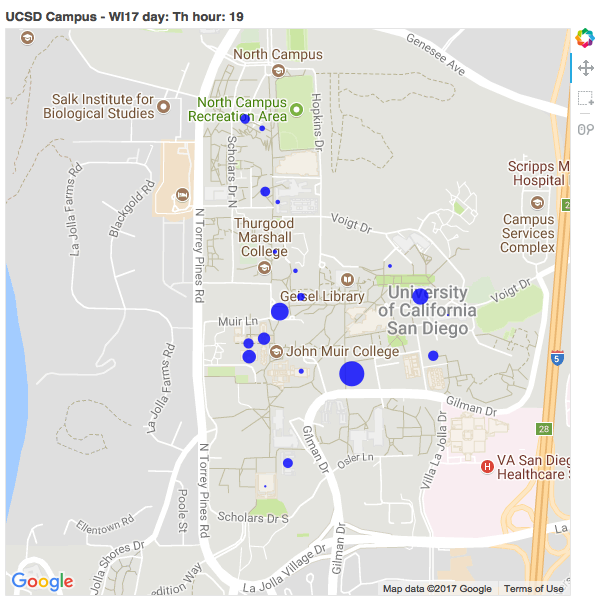 UCSD Campus - WI17 day: Th hour: 19
Genesee Ave
North Campus
Salk Institute for
Biological Studies
North Campus
Recreation Area
Hopkins Dr
Scholars Dr N
La Jolla Farms Rd
Blackgold Rd
N Torrey Pines Rd
Scripps M
Hospital
2
Campus
Services
Complex
Voigt Dr
Thurgood
Marshall
College
Geisel Library
University
of California
San Diego
Voigt Dr
Muir Ln
John Muir College
5
La Jolla Farms Rd
Gilman Dr
28
Gilman Dr
Osler Ln
Villa La Jolla Dr
N Torrey Pines Rd
H
VA San Dieg
Healthcare S
Poole St
Ellentown Rd
Scholars Dr S
La
La Jolla Shores Dr
Gilman Dr
La Jolla Village Dr
edition Way
Google
Map data ©2017 Google
Terms of Use